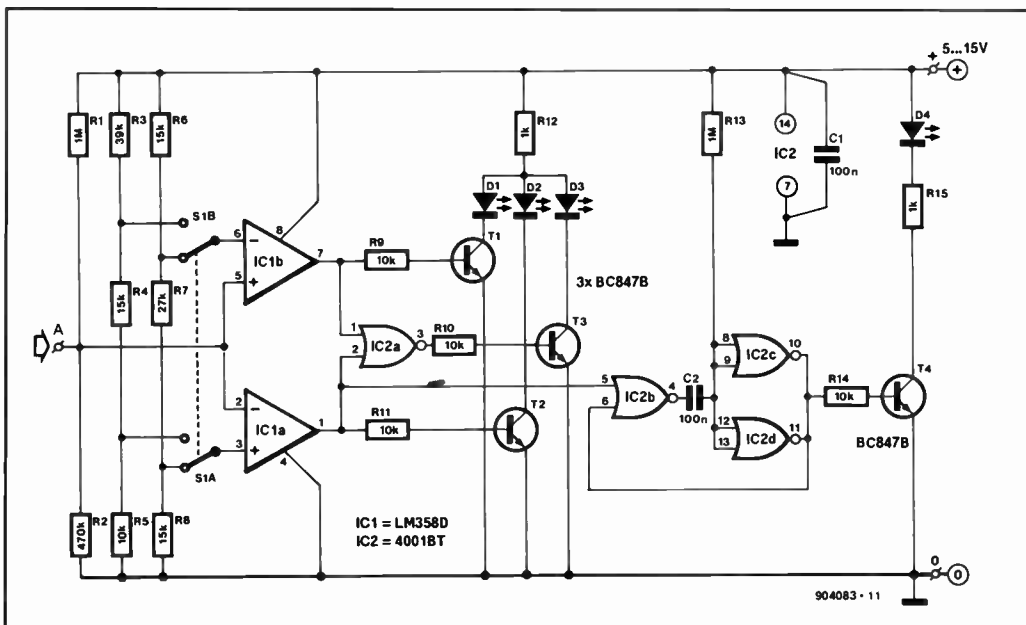 5...15V
+
+
R1
1M
R3
39k
R6
15k
R12
1k
R13
1M
14
IC2
7
C1
100n
D4
R15
1k
S1B
6
−
8
IC1b
7
5
+
R9
10k
D1
D2
D3
T1
3x BC847B
R4
15k
R7
27k
A
1
2
IC2a
3
R10
10k
T3
8
9
IC2c
10
5
6
IC2b
4
C2
100n
R14
10k
T4
2
−
IC1a
1
3
+
4
R11
10k
T2
12
13
IC2d
11
BC847B
S1A
R2
470k
R5
10k
R8
15k
IC1 = LM358D
IC2 = 4001BT
0
0
904083 - 11